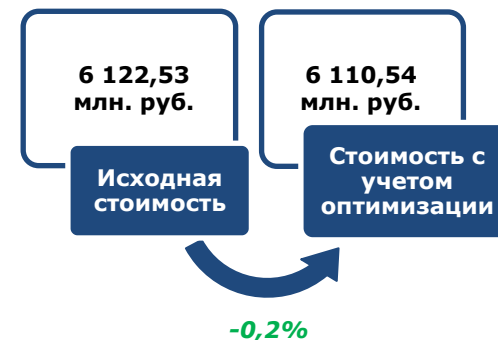 6 122,53
млн. руб.
Исходная
стоимость
6 110,54
млн. руб.
Стоимость с
учетом
оптимизации
-0,2%